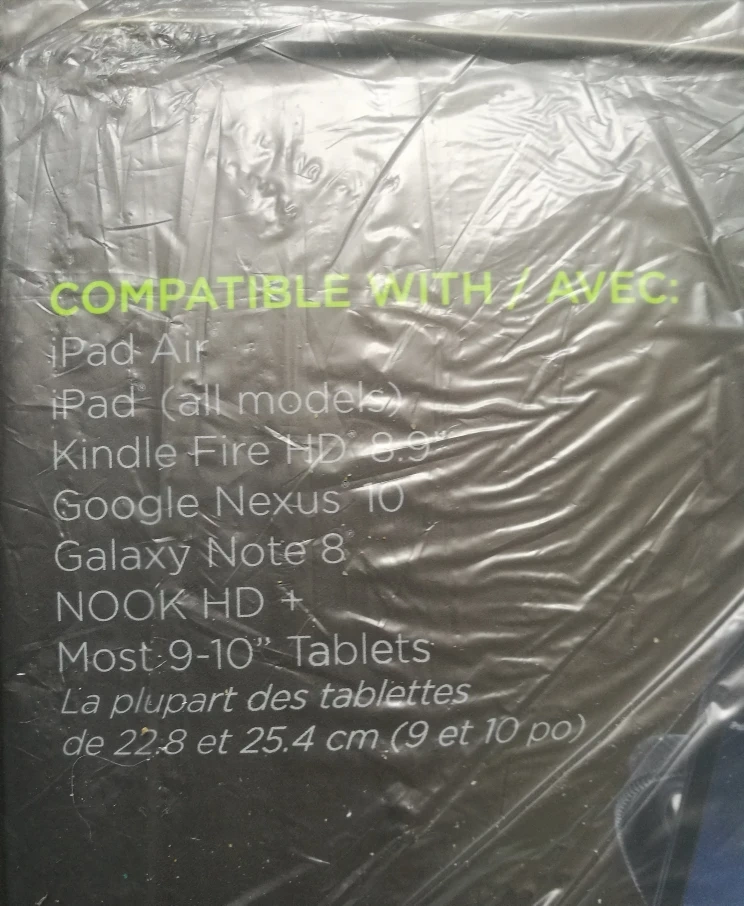 COMPATIBLE WITH / AVEC:
iPad Air
iPad® (all models)
Kindle Fire HD® 8.9”
Google Nexus® 10
Galaxy Note® 8
NOOK HD +
Most 9-10” Tablets
La plupart des tablettes
de 22.8 et 25.4 cm (9 et 10 po)